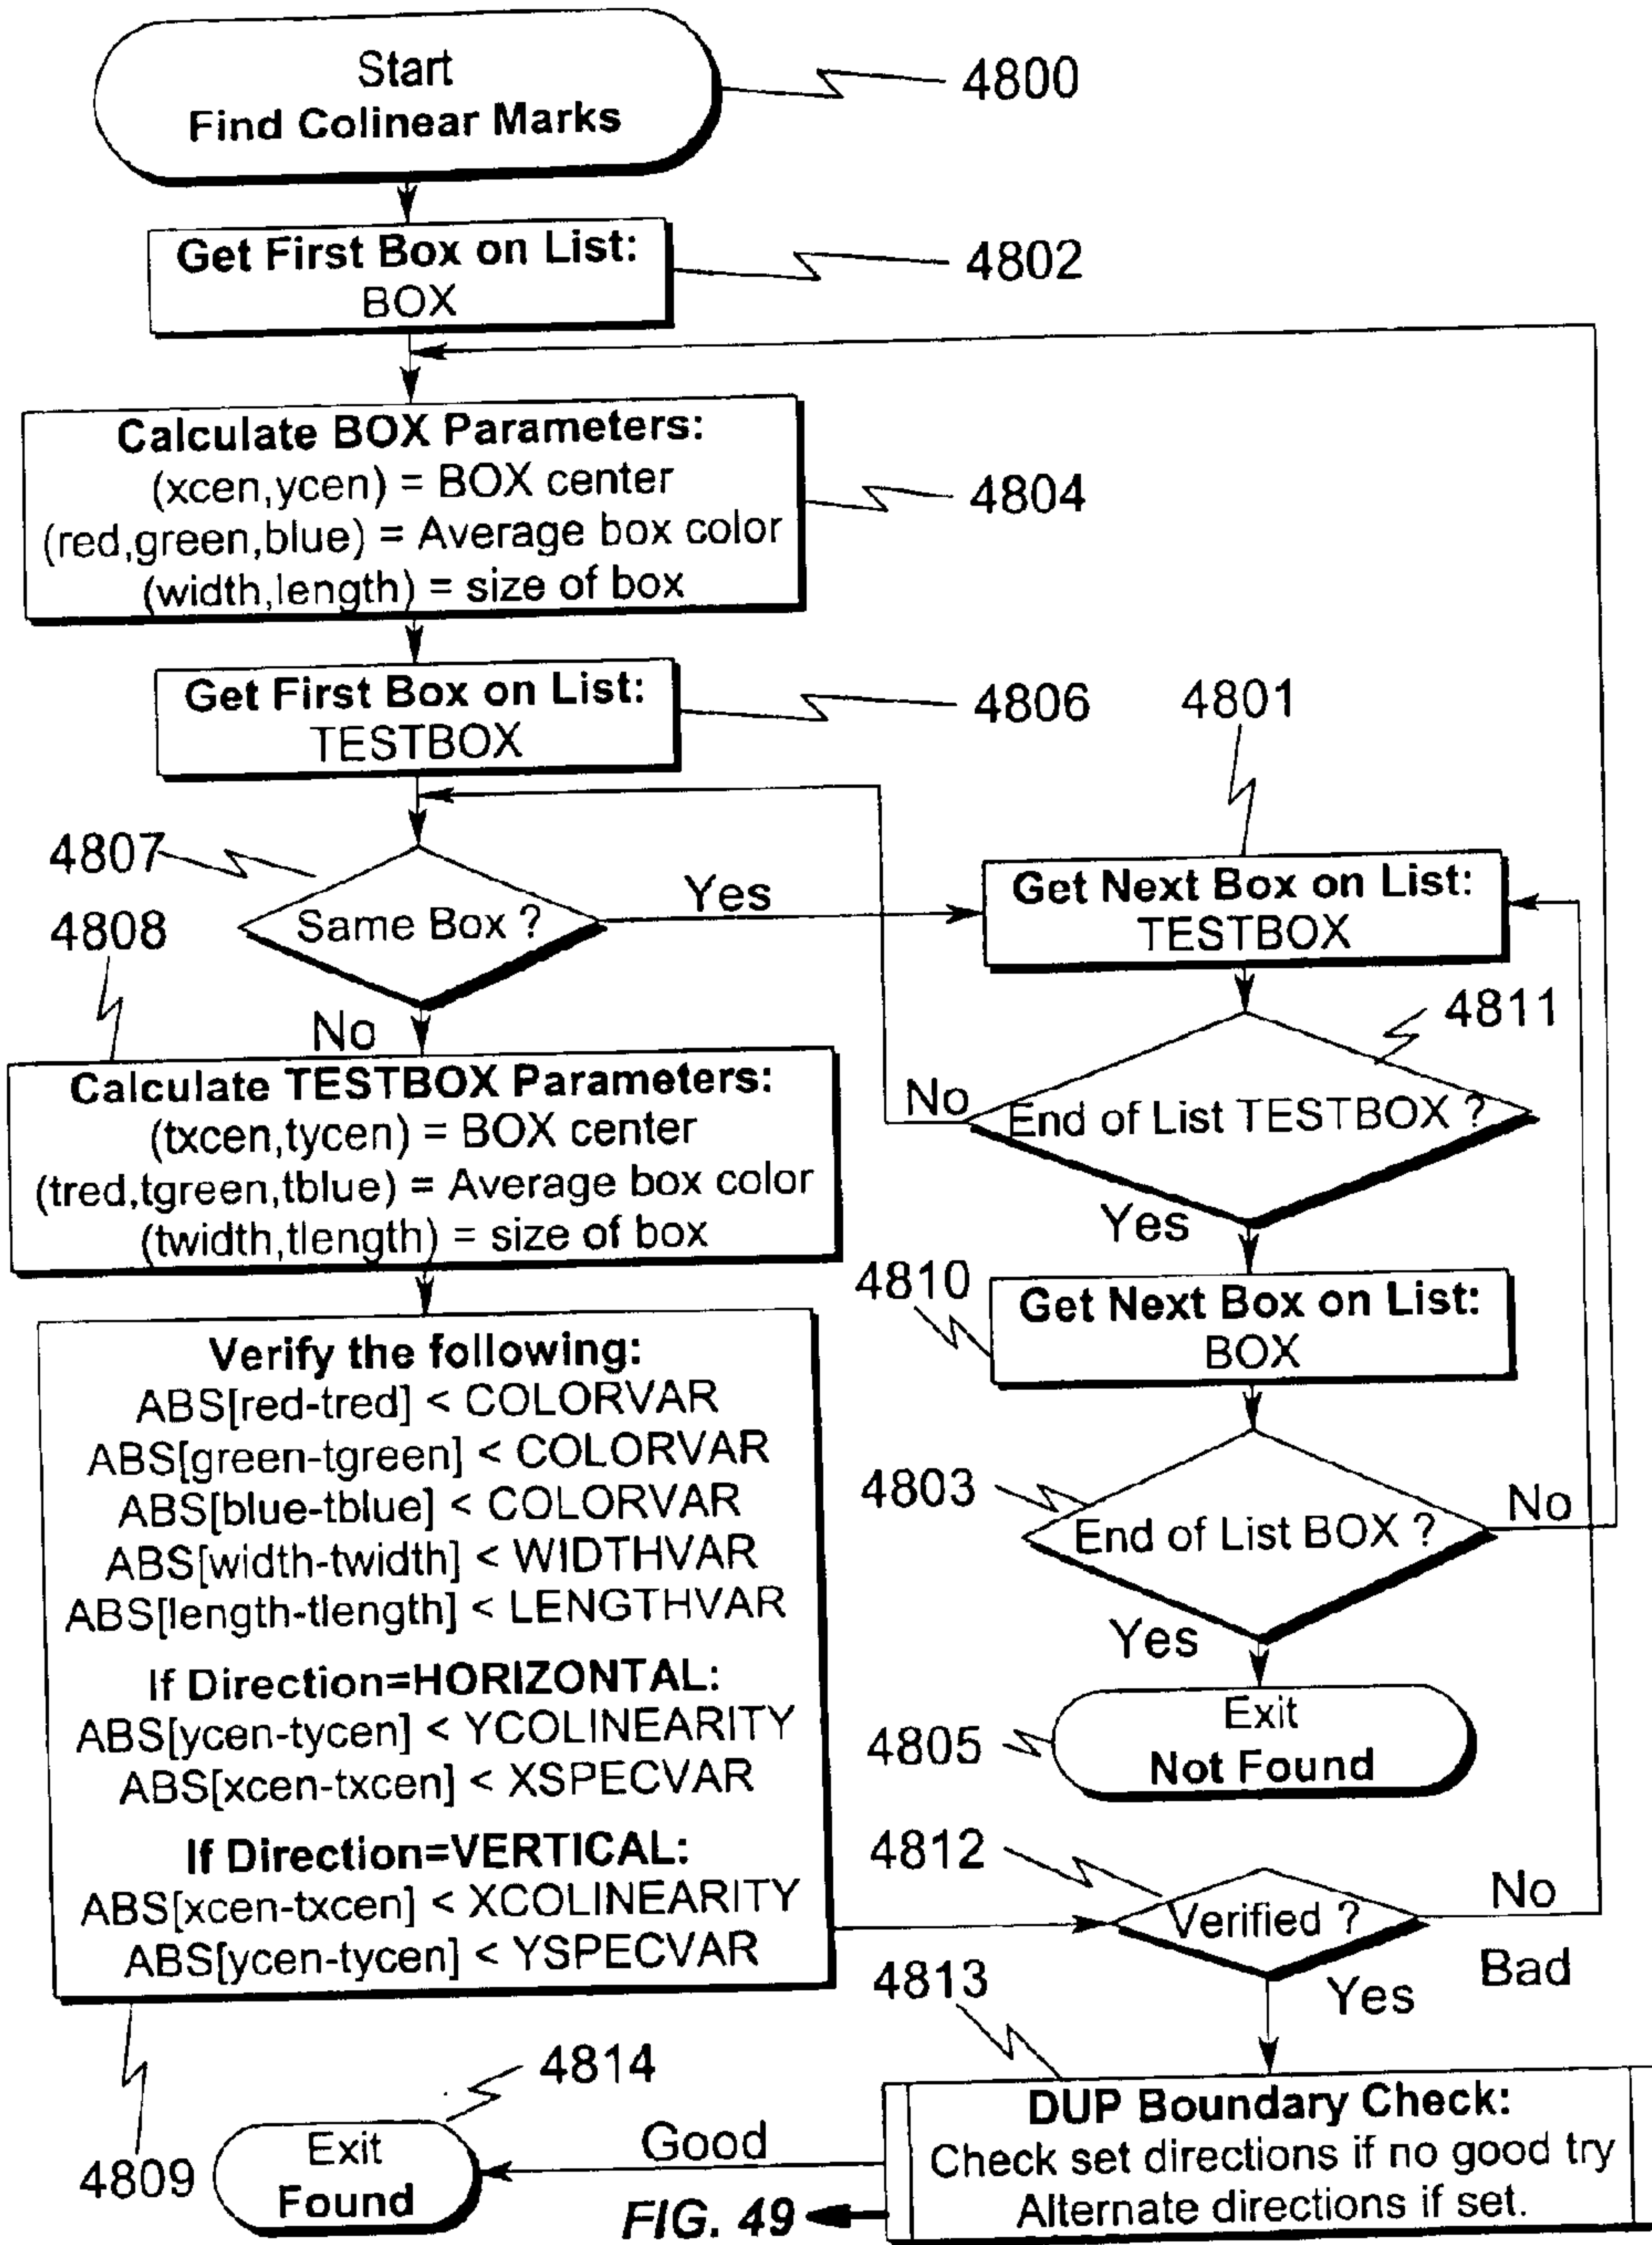 Start
Find Colinear Marks
4800
Get First Box on List:
BOX
4802
Calculate BOX Parameters:
(xcen,ycen) = BOX center
(red,green,blue) = Average box color
(width,length) = size of box
4804
Get First Box on List:
TESTBOX
4806
4801
4807
Same Box ?
Yes
Get Next Box on List:
TESTBOX
4808
No
4811
End of List TESTBOX ?
No
Yes
Calculate TESTBOX Parameters:
(txcen,tycen) = BOX center
(tred,tgreen,tblue) = Average box color
(twidth,tlength) = size of box
4810
Get Next Box on List:
BOX
Verify the following:
ABS[red-tred] < COLORVAR
ABS[green-tgreen] < COLORVAR
ABS[blue-tblue] < COLORVAR
ABS[width-twidth] < WIDTHVAR
ABS[length-tlength] < LENGTHVAR
If Direction=HORIZONTAL:
ABS[ycen-tycen] < YCOLINEARITY
ABS[xcen-txcen] < XSPECVAR
If Direction=VERTICAL:
ABS[xcen-txcen] < XCOLINEARITY
ABS[ycen-tycen] < YSPECVAR
4803
End of List BOX ?
No
Yes
4805
Exit
Not Found
4812
Verified ?
No
Bad
Yes
4813
DUP Boundary Check:
Check set directions if no good try
Alternate directions if set.
Good
4814
Exit
Found
4809
FIG. 49